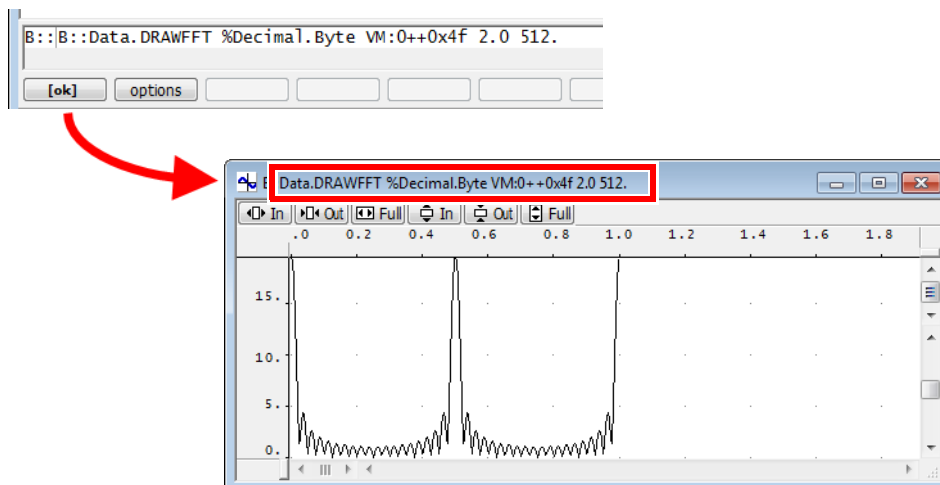 B::B::Data.DRAWFFT %Decimal.Byte VM:0++0x4f 2.0 512.
[ok] options
Data.DRAWFFT %Decimal.Byte VM:0++0x4f 2.0 512.
In Out Full In Out Full
.0 0.2 0.4 0.6 0.8 1.0 1.2 1.4 1.6 1.8
15.
10.
5.
0.